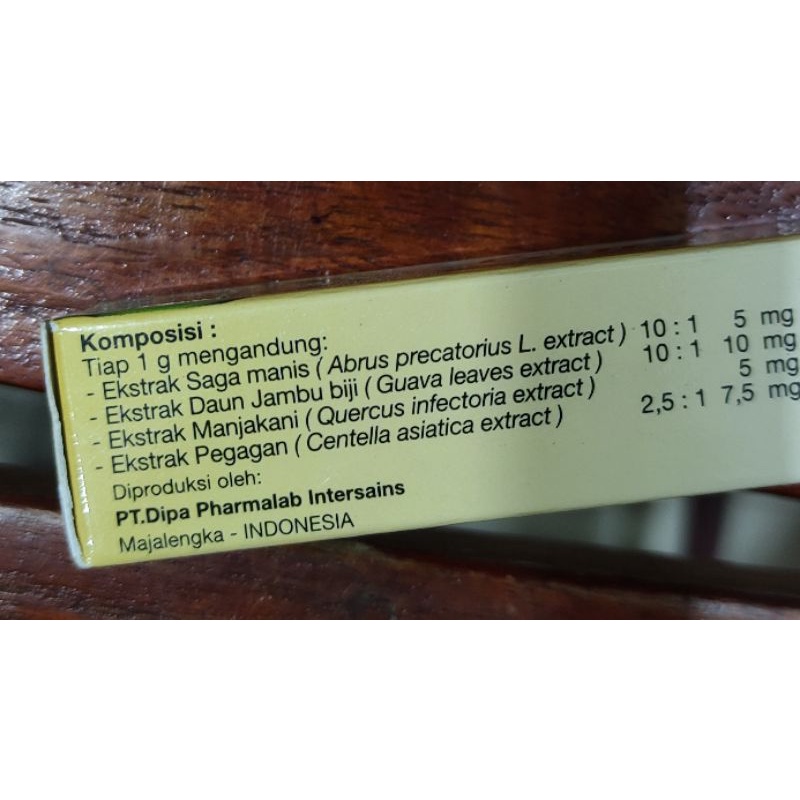 Komposisi :
Tiap 1 g mengandung:
- Ekstrak Saga manis ( Abrus precatorius L. extract ) 10 : 1 5 mg
- Ekstrak Daun Jambu biji ( Guava leaves extract ) 10 : 1 10 mg
- Ekstrak Manjakani ( Quercus infectoria extract ) 5 mg
- Ekstrak Pegagan ( Centella asiatica extract ) 2,5 : 1 7,5 mg
Diproduksi oleh:
PT.Dipa Pharmalab Intersains
Majalengka - INDONESIA